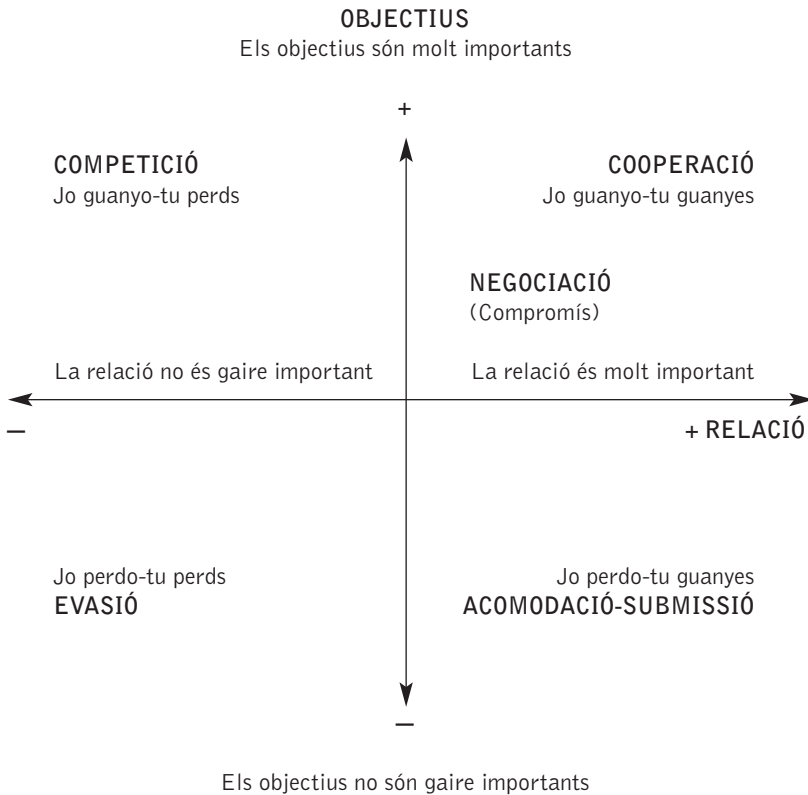 OBJECTIUS
Els objectius són molt importants
+
COMPETICIÓ
Jo guanyo-tu perds
COOPERACIÓ
Jo guanyo-tu guanyes
NEGOCIACIÓ
(Compromís)
La relació no és gaire important
La relació és molt important
–
+ RELACIÓ
Jo perdo-tu perds
EVASIÓ
Jo perdo-tu guanyes
ACOMODACIÓ-SUBMISSIÓ
–
Els objectius no són gaire importants